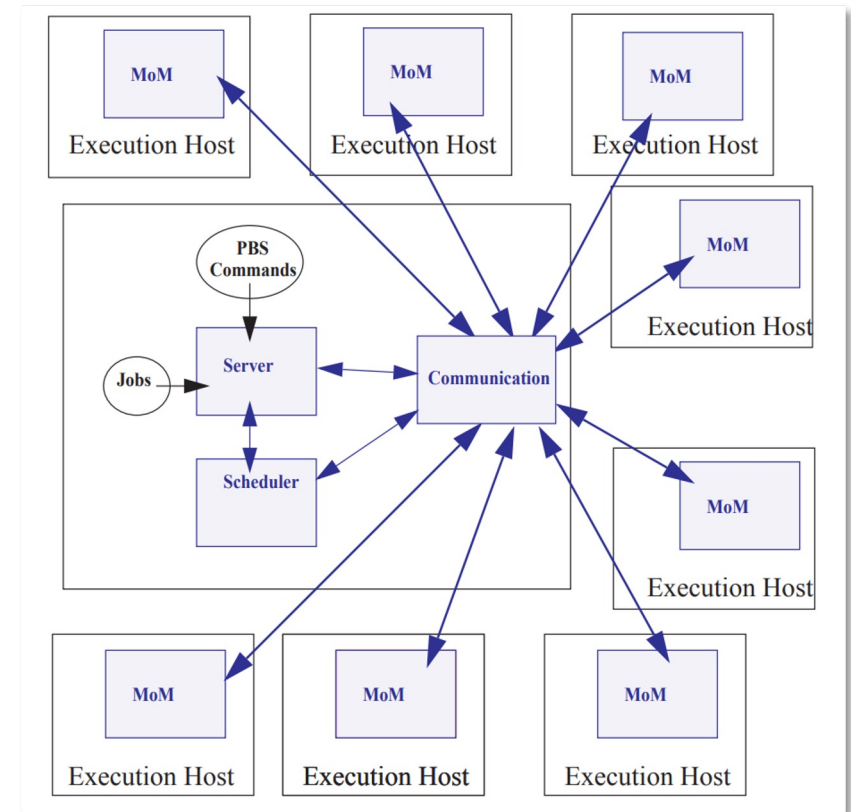 MoM
Execution Host
MoM
Execution Host
MoM
Execution Host
MoM
Execution Host
PBS
Commands
Jobs
Server
Communication
Scheduler
MoM
Execution Host
MoM
Execution Host
MoM
Execution Host
MoM
Execution Host